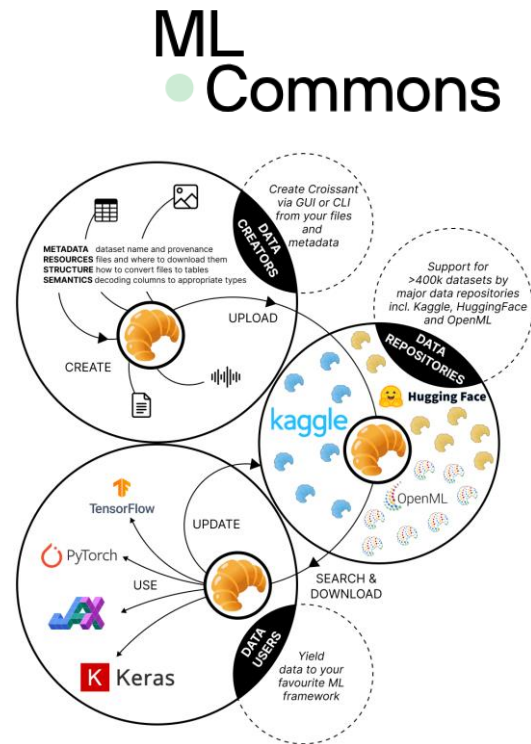 ML
Commons
Create Croissant
via GUI or CLI
from your files
and
metadata
DATA
CREATORS
METADATA dataset name and provenance
RESOURCES files and where to download them
STRUCTURE how to convert files to tables
SEMANTICS decoding columns to appropriate types
UPLOAD
CREATE
Support for
>400k datasets by
major data repositories
incl. Kaggle, HuggingFace
and OpenML
DATA
REPOSITORIES
Hugging Face
kaggle
OpenML
SEARCH &
DOWNLOAD
TensorFlow
UPDATE
PyTorch
USE
JAX
K Keras
DATA
USERS
Yield
data to your
favourite ML
framework